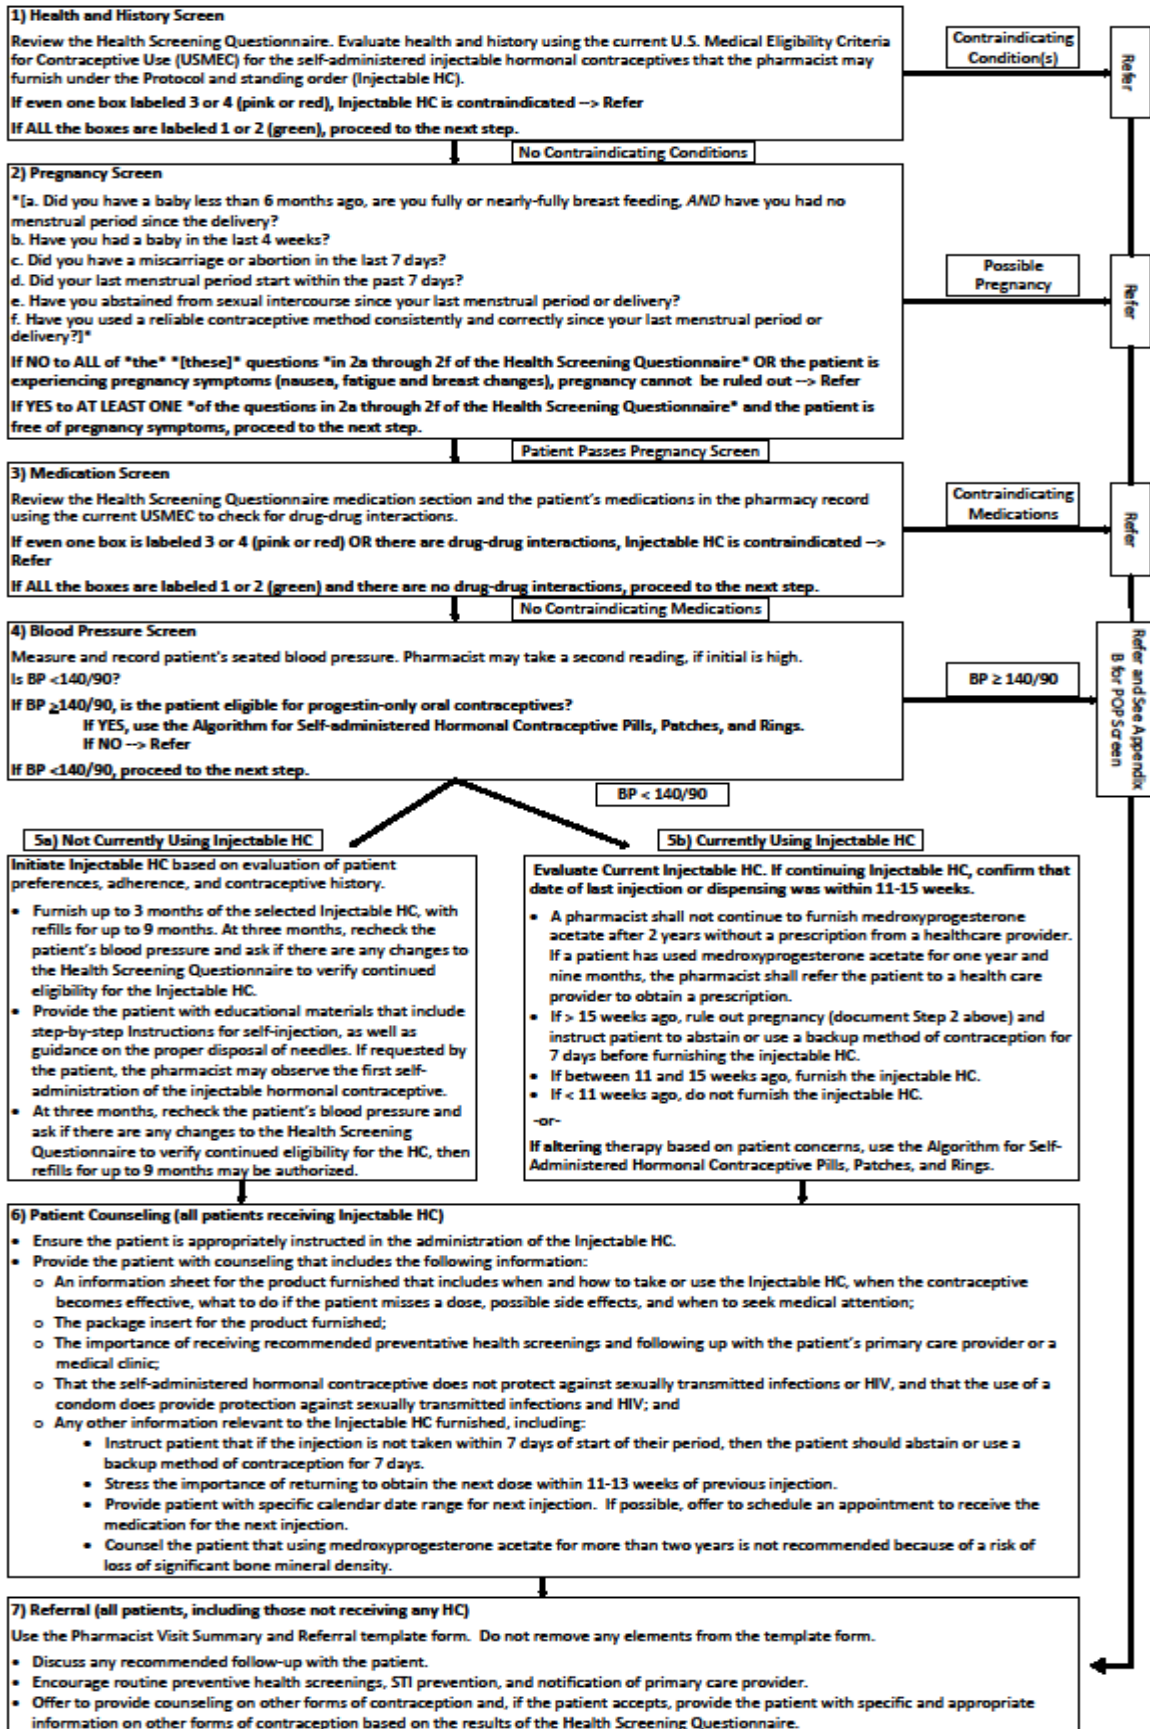 1) Health and History Screen
Review the Health Screening Questionnaire. Evaluate health and history using the current U.S. Medical Eligibility Criteria
for Contraceptive Use (USMEC) for the self-administered injectable hormonal contraceptives that the pharmacist may
furnish under the Protocol and standing order (Injectable HC).
If even one box labeled 3 or 4 (pink or red), Injectable HC is contraindicated --> Refer
If ALL the boxes are labeled 1 or 2 (green), proceed to the next step.
Contraindicating
Condition(s)
Refer
No Contraindicating Conditions
2) Pregnancy Screen
*[a. Did you have a baby less than 6 months ago, are you fully or nearly-fully breast feeding, AND have you had no
menstrual period since the delivery?
b. Have you had a baby in the last 4 weeks?
c. Did you have a miscarriage or abortion in the last 7 days?
d. Did your last menstrual period start within the past 7 days?
e. Have you abstained from sexual intercourse since your last menstrual period or delivery?
f. Have you used a reliable contraceptive method consistently and correctly since your last menstrual period or
delivery?]*
If NO to ALL of *the* *[these]* questions *in 2a through 2f of the Health Screening Questionnaire* OR the patient is
experiencing pregnancy symptoms (nausea, fatigue and breast changes), pregnancy cannot be ruled out --> Refer
If YES to AT LEAST ONE *of the questions in 2a through 2f of the Health Screening Questionnaire* and the patient is
free of pregnancy symptoms, proceed to the next step.
Possible
Pregnancy
Refer
Patient Passes Pregnancy Screen
3) Medication Screen
Review the Health Screening Questionnaire medication section and the patient's medications in the pharmacy record
using the current USMEC to check for drug-drug interactions.
If even one box is labeled 3 or 4 (pink or red) OR there are drug-drug interactions, Injectable HC is contraindicated -->
Refer
If ALL the boxes are labeled 1 or 2 (green) and there are no drug-drug interactions, proceed to the next step.
Contraindicating
Medications
Refer
No Contraindicating Medications
4) Blood Pressure Screen
Measure and record patient's seated blood pressure. Pharmacist may take a second reading, if initial is high.
Is BP <140/90?
If BP ≥140/90, is the patient eligible for progestin-only oral contraceptives?
If YES, use the Algorithm for Self-administered Hormonal Contraceptive Pills, Patches, and Rings.
If NO --> Refer
If BP <140/90, proceed to the next step.
BP ≥ 140/90
Refer and See Appendix
B for POP Screen
BP < 140/90
5a) Not Currently Using Injectable HC
Initiate Injectable HC based on evaluation of patient
preferences, adherence, and contraceptive history.
• Furnish up to 3 months of the selected Injectable HC, with
refills for up to 9 months. At three months, recheck the
patient's blood pressure and ask if there are any changes to
the Health Screening Questionnaire to verify continued
eligibility for the Injectable HC.
• Provide the patient with educational materials that include
step-by-step Instructions for self-injection, as well as
guidance on the proper disposal of needles. If requested by
the patient, the pharmacist may observe the first self-
administration of the injectable hormonal contraceptive.
• At three months, recheck the patient's blood pressure and
ask if there are any changes to the Health Screening
Questionnaire to verify continued eligibility for the HC, then
refills for up to 9 months may be authorized.
5b) Currently Using Injectable HC
Evaluate Current Injectable HC. If continuing Injectable HC, confirm that
date of last injection or dispensing was within 11-15 weeks.
• A pharmacist shall not continue to furnish medroxyprogesterone
acetate after 2 years without a prescription from a healthcare provider.
If a patient has used medroxyprogesterone acetate for one year and
nine months, the pharmacist shall refer the patient to a health care
provider to obtain a prescription.
• If > 15 weeks ago, rule out pregnancy (document Step 2 above) and
instruct patient to abstain or use a backup method of contraception for
7 days before furnishing the injectable HC.
• If between 11 and 15 weeks ago, furnish the injectable HC.
• If < 11 weeks ago, do not furnish the injectable HC.
-or-
If altering therapy based on patient concerns, use the Algorithm for Self-
Administered Hormonal Contraceptive Pills, Patches, and Rings.
6) Patient Counseling (all patients receiving Injectable HC)
• Ensure the patient is appropriately instructed in the administration of the Injectable HC.
• Provide the patient with counseling that includes the following information:
o An information sheet for the product furnished that includes when and how to take or use the Injectable HC, when the contraceptive
becomes effective, what to do if the patient misses a dose, possible side effects, and when to seek medical attention;
o The package insert for the product furnished;
o The importance of receiving recommended preventative health screenings and following up with the patient's primary care provider or a
medical clinic;
o That the self-administered hormonal contraceptive does not protect against sexually transmitted infections or HIV, and that the use of a
condom does provide protection against sexually transmitted infections and HIV; and
o Any other information relevant to the Injectable HC furnished, including:
• Instruct patient that if the injection is not taken within 7 days of start of their period, then the patient should abstain or use a
backup method of contraception for 7 days.
• Stress the importance of returning to obtain the next dose within 11-13 weeks of previous injection.
• Provide patient with specific calendar date range for next injection. If possible, offer to schedule an appointment to receive the
medication for the next injection.
• Counsel the patient that using medroxyprogesterone acetate for more than two years is not recommended because of a risk of
loss of significant bone mineral density.
7) Referral (all patients, including those not receiving any HC)
Use the Pharmacist Visit Summary and Referral template form. Do not remove any elements from the template form.
• Discuss any recommended follow-up with the patient.
• Encourage routine preventive health screenings, STI prevention, and notification of primary care provider.
• Offer to provide counseling on other forms of contraception and, if the patient accepts, provide the patient with specific and appropriate
information on other forms of contraception based on the results of the Health Screening Questionnaire.